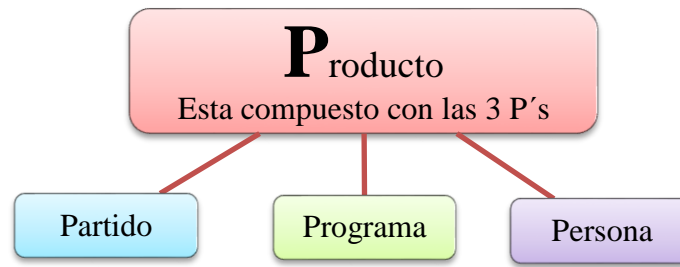 Producto
Esta compuesto con las 3 P´s
Partido
Programa
Persona